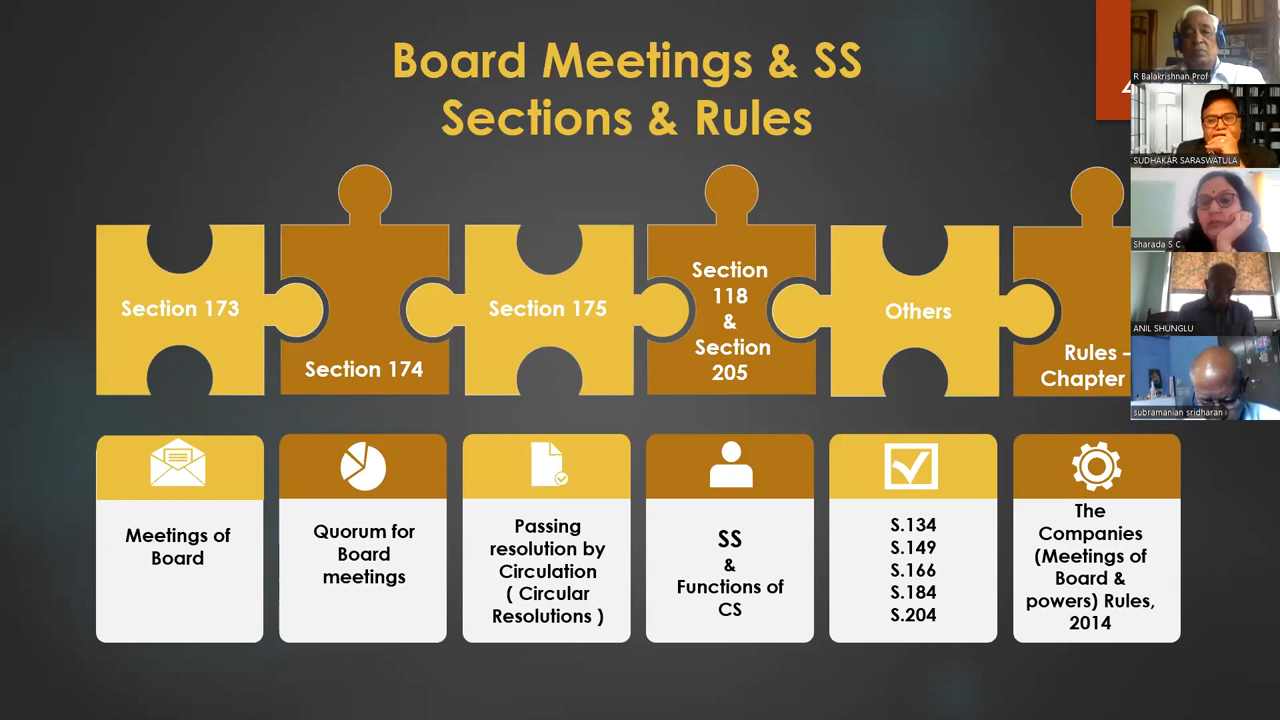 Board Meetings & SS
Sections & Rules
Section 173
Section 174
Section 175
Section
118
&
Section
205
Others
Rules –
Chapter
Meetings of
Board
Quorum for
Board
meetings
Passing
resolution by
Circulation
( Circular
Resolutions )
SS
&
Functions of
CS
S.134
S.149
S.166
S.184
S.204
The
Companies
(Meetings of
Board &
powers) Rules,
2014
R Balakrishnan Prof
SUDHAKAR SARASWATULA
Sharada S C
ANIL SHUNGLU
subramanian sridharan